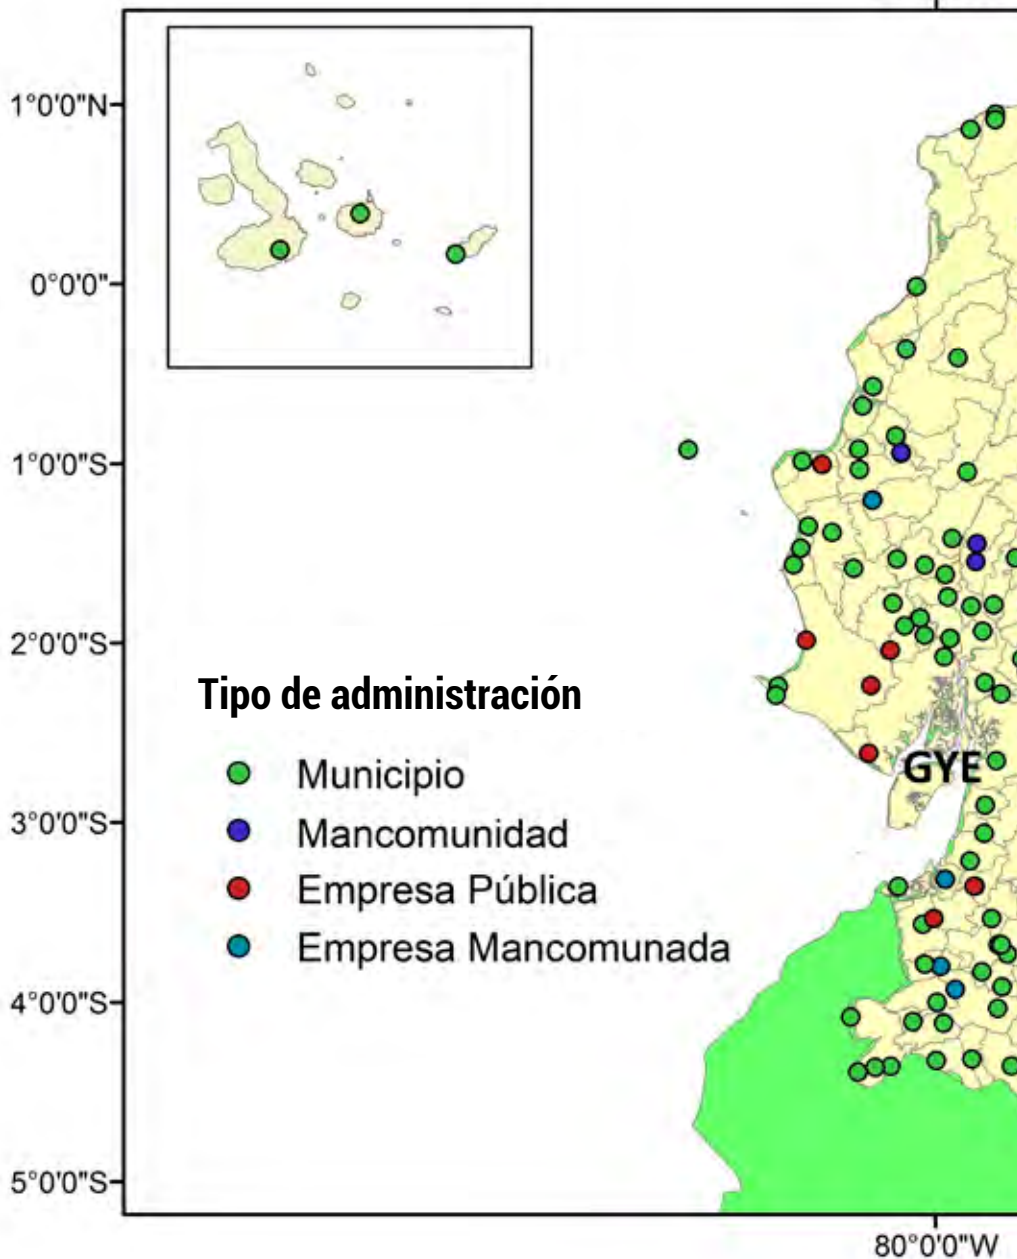 1°0'0"N
0°0'0"
1°0'0"S
2°0'0"S
Tipo de administración
Municipio
GYE
Mancomunidad
3°0'0"S
Empresa Pública
Empresa Mancomunada
4°0'0"S
5°0'0"S
80°0'0"W